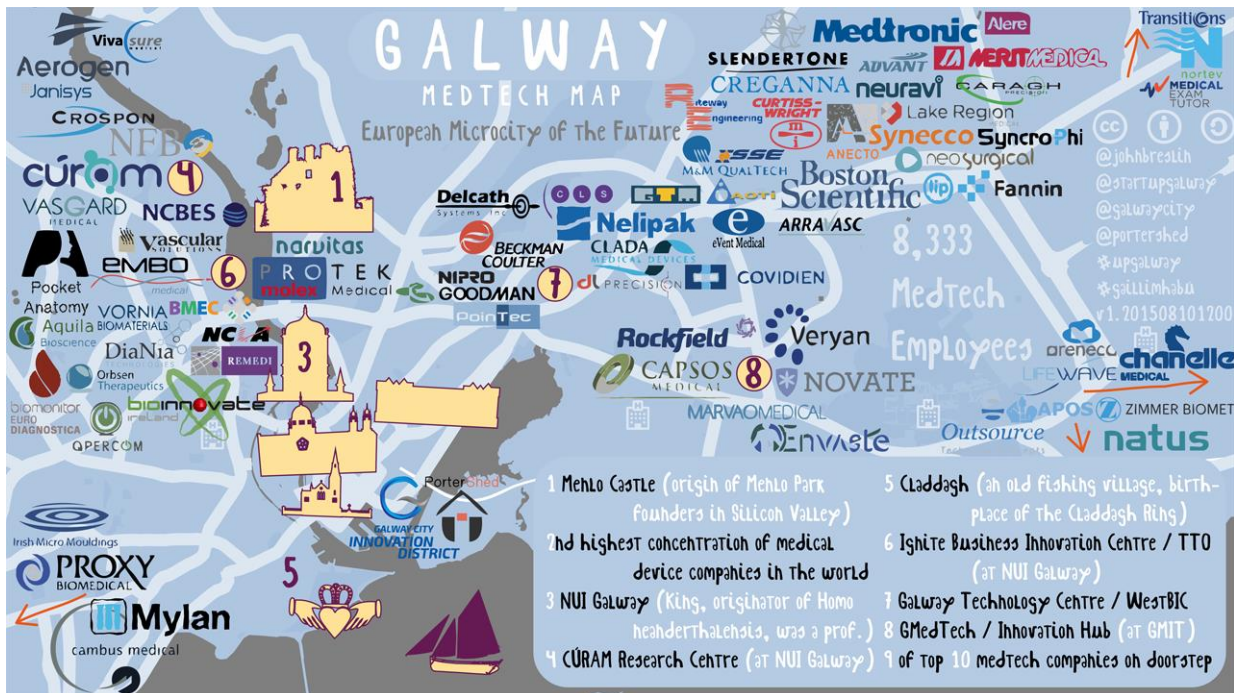 GALWAY
MEDTECH MAP
European Microcity of the Future
Vivasure
MEDICAL
Aerogen
Janisys
CROSPON
NFB
cúram
4
VASGARD
MEDICAL
NCBES
VASCULAR
SOLUTIONS
embo
medical
6
Pocket
Anatomy
VORNIA
BIOMATERIALS
BMEC
Aquila
Bioscience
DiaNia
TECHNOLOGIES
NCLA
REMEDI
Orbsen
Therapeutics
biomonitor
EURO
DIAGNOSTICA
bioinnovate
ireland
OPERCOM
1
narvitas
PROTEK
molex
Medical
3
Delcath
Systems, Inc
CLS
GTM
BECKMAN
COULTER
Nelipak
CLADA
MEDICAL DEVICES
NIPRO
GOODMAN
7
dl PRECISION
COVIDIEN
PoinTec
SLENDERTONE
Medtronic
Alere
ADVANT
MERITMEDICAL
CREGANNA
neuravi
CARAGH
PRECISION
Rateway
Engineering
CURTISS-
WRIGHT
mi
ANECTO
Lake Region
Synecco
SyncroPhi
neosurgical
SSE
M&M QUALTECH
AOTI
Boston
Scientific
lip
Fannin
e
eVent Medical
ARRAVASC
Transitions
nortev
MEDICAL
EXAM
TUTOR
cc
@johnbreslin
@startupgalway
@galwaycity
@portershed
#upgalway
#gaillimhabu
v1.201508101200
8,333
Medtech
Employees
Rockfield
Veryan
CAPSOS
MEDICAL
8
NOVATE
MARVAOMEDICAL
Envaste
areneo
chanelle
MEDICAL
LIFEWAVE
APOS
ZIMMER BIOMET
Outsource
natus
PorterShed
GALWAY CITY
INNOVATION
DISTRICT
5
Irish Micro Mouldings
PROXY
BIOMEDICAL
Mylan
cambus medical
1 Menlo Castle (origin of Menlo Park
founders in Silicon Valley)
2nd highest concentration of medical
device companies in the world
3 NUI Galway (King, originator of Homo
neanderthalensis, was a prof.)
4 CÚRAM Research Centre (at NUI Galway)
5 Claddagh (an old fishing village, birth-
place of the Claddagh Ring)
6 Ignite Business Innovation Centre / TTO
(at NUI Galway)
7 Galway Technology Centre / WestBIC
8 GMedTech / Innovation Hub (at GMIT)
9 of top 10 medtech companies on doorstep